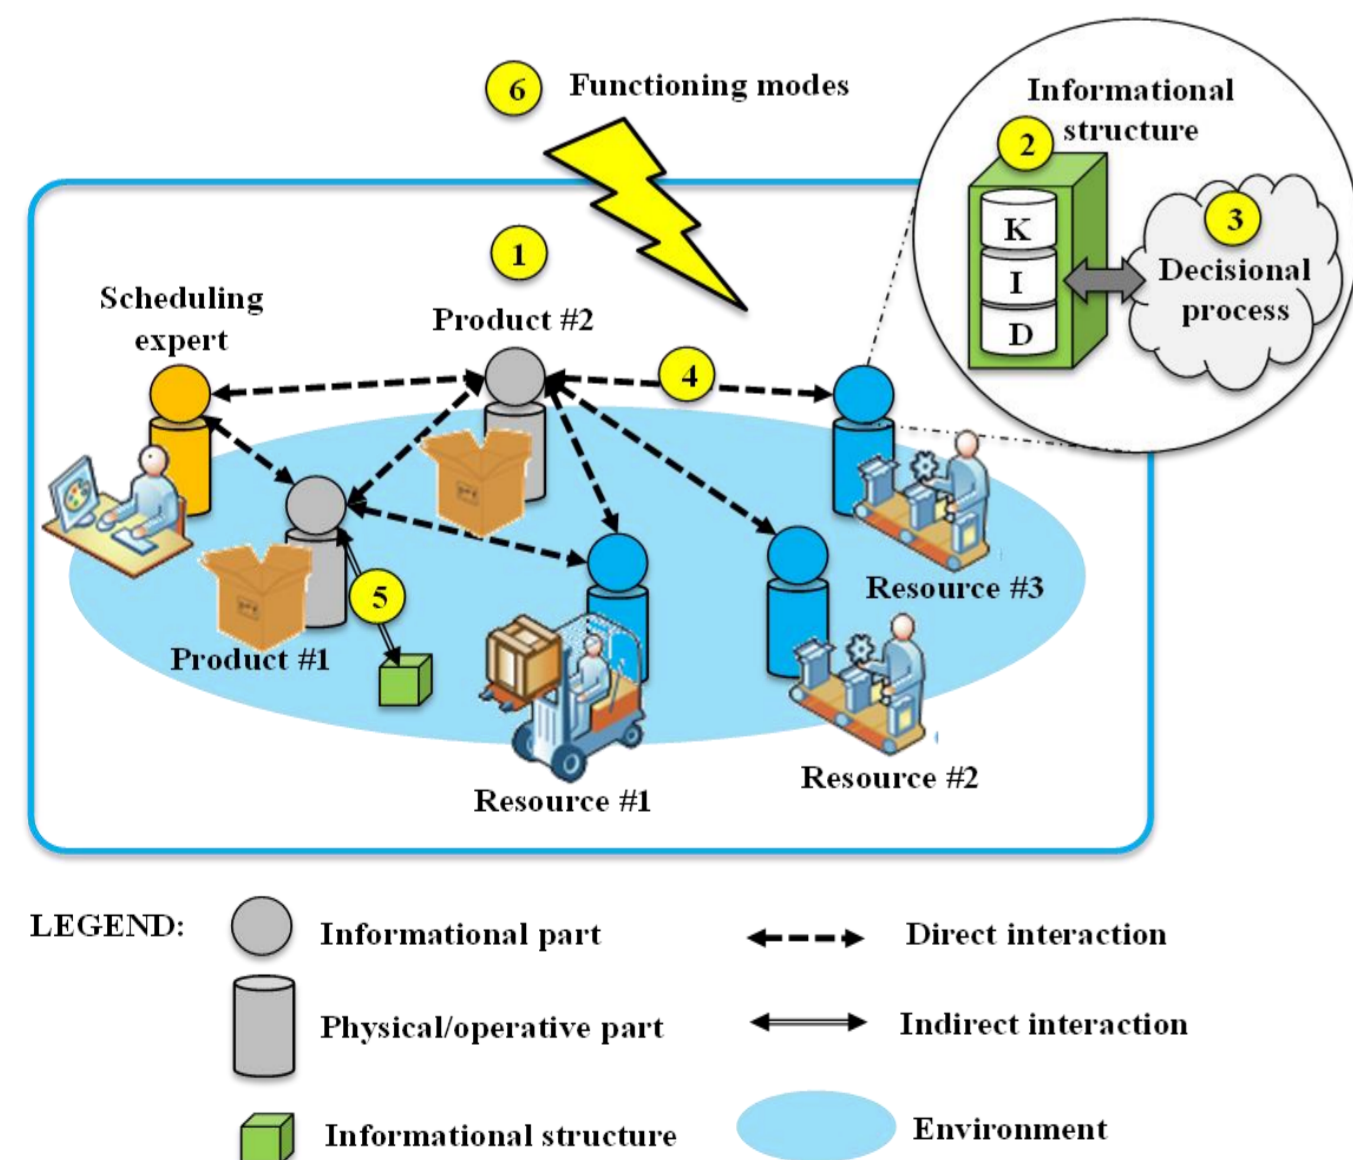 6 Functioning modes
Informational
structure
2
K
I
D
3
Decisional
process
1
Product #2
Scheduling
expert
4
5
Product #1
Resource #1
Resource #2
Resource #3
LEGEND:
Informational part
Direct interaction
Physical/operative part
Indirect interaction
Informational structure
Environment